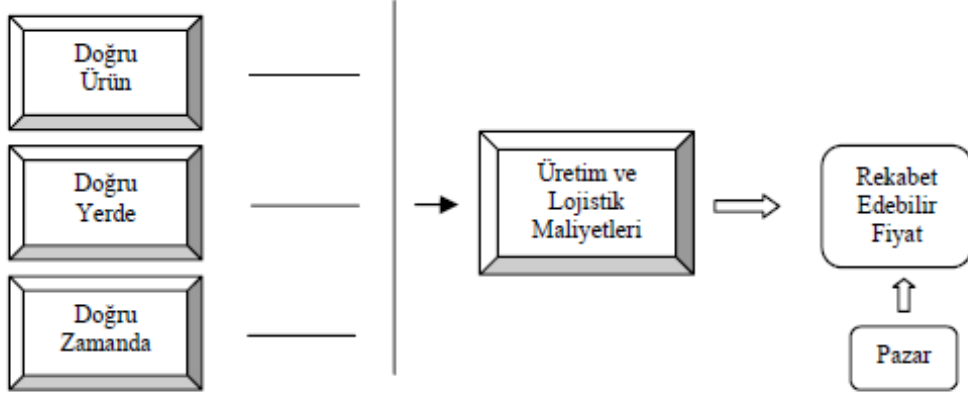 Doğru
Ürün
Doğru
Yerde
Doğru
Zamanda
Üretim ve
Lojistik
Maliyetleri
Rekabet
Edebilir
Fiyat
Pazar